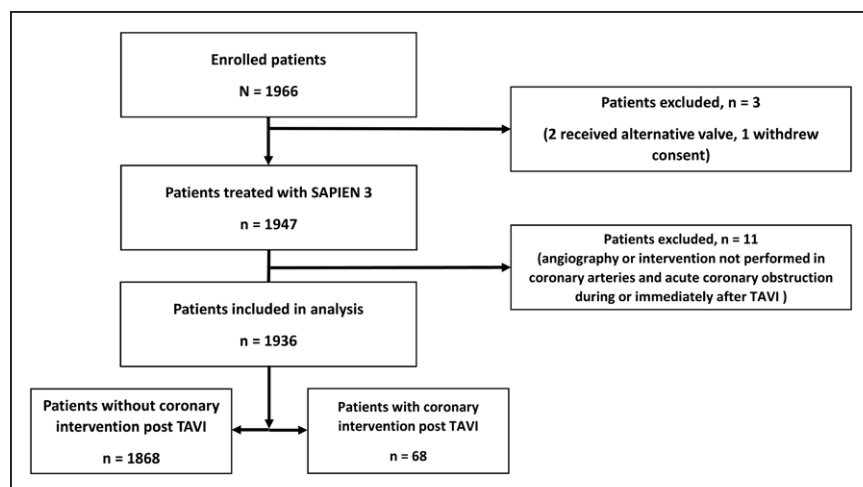 Enrolled patients
N = 1966
Patients excluded, n = 3
(2 received alternative valve, 1 withdrew
consent)
Patients treated with SAPIEN 3
n = 1947
Patients excluded, n = 11
(angiography or intervention not performed in
coronary arteries and acute coronary obstruction
during or immediately after TAVI )
Patients included in analysis
n = 1936
Patients without coronary
intervention post TAVI
n = 1868
Patients with coronary
intervention post TAVI
n = 68